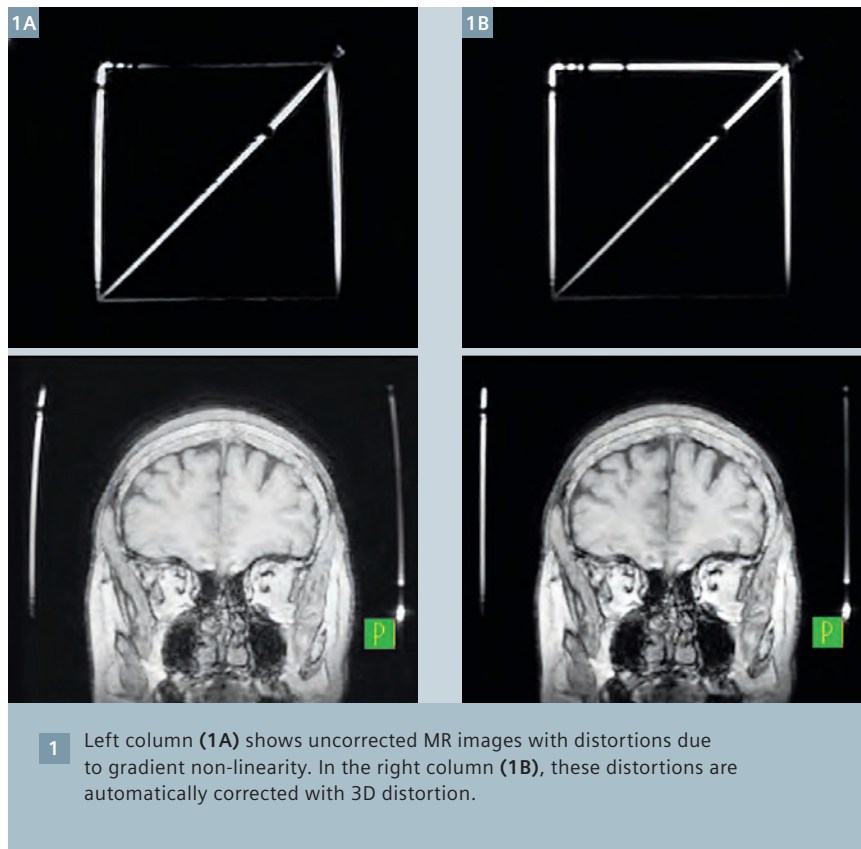 1A
1B
P
P
1
Left column (1A) shows uncorrected MR images with distortions due
to gradient non-linearity. In the right column (1B), these distortions are
automatically corrected with 3D distortion.